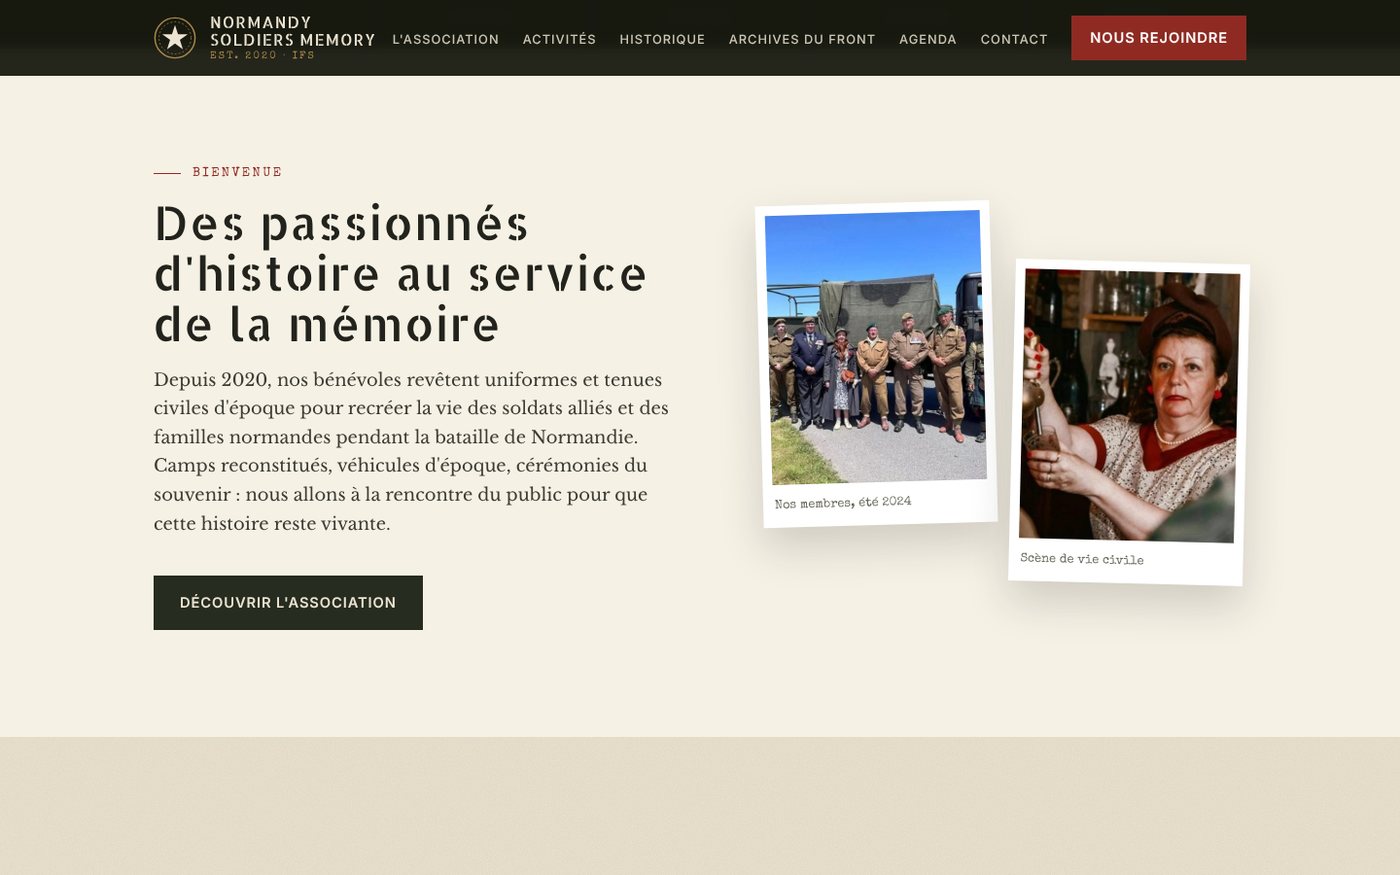 NORMANDY
SOLDIERS MEMORY
EST. 2020 · IFS
L'ASSOCIATION
ACTIVITÉS
HISTORIQUE
ARCHIVES DU FRONT
AGENDA
CONTACT
NOUS REJOINDRE
BIENVENUE
Des passionnés
d'histoire au service
de la mémoire
Depuis 2020, nos bénévoles revêtent uniformes et tenues
civiles d'époque pour recréer la vie des soldats alliés et des
familles normandes pendant la bataille de Normandie.
Camps reconstitués, véhicules d'époque, cérémonies du
souvenir : nous allons à la rencontre du public pour que
cette histoire reste vivante.
DÉCOUVRIR L'ASSOCIATION
Nos membres, été 2024
Scène de vie civile